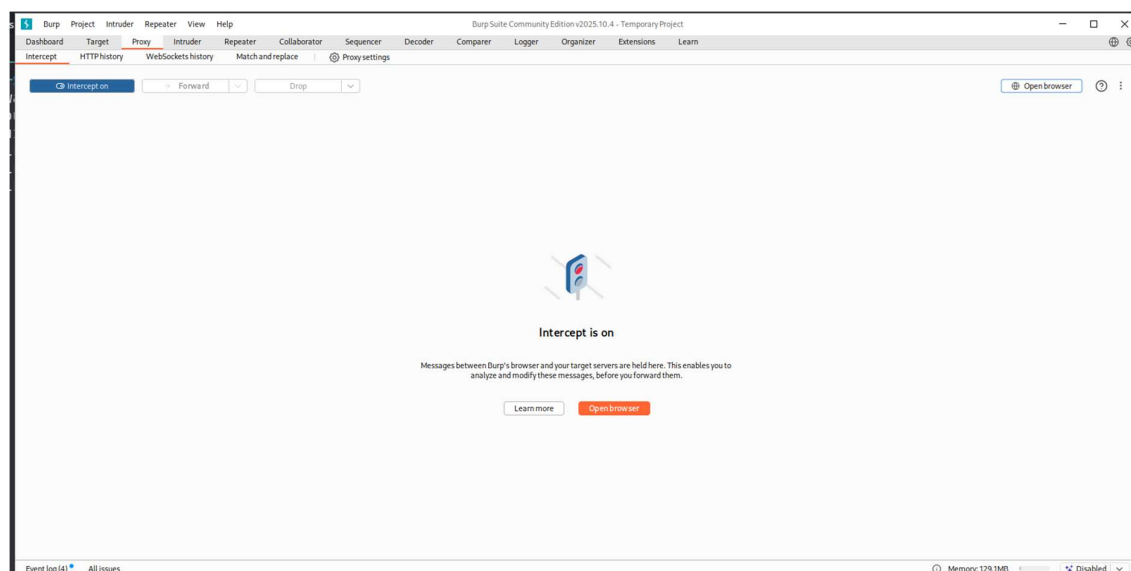 Burp Project Intruder Repeater View Help Burp Suite Community Edition v2025.10.4 - Temporary Project
Dashboard Target Proxy Intruder Repeater Collaborator Sequencer Decoder Comparer Logger Organizer Extensions Learn
Intercept HTTP history WebSockets history Match and replace Proxy settings
Intercept on Forward Drop Open browser
Intercept is on
Messages between Burp's browser and your target servers are held here. This enables you to
analyze and modify these messages, before you forward them.
Learn more Open browser
Event log (4) All issues Memory: 129.1MB Disabled